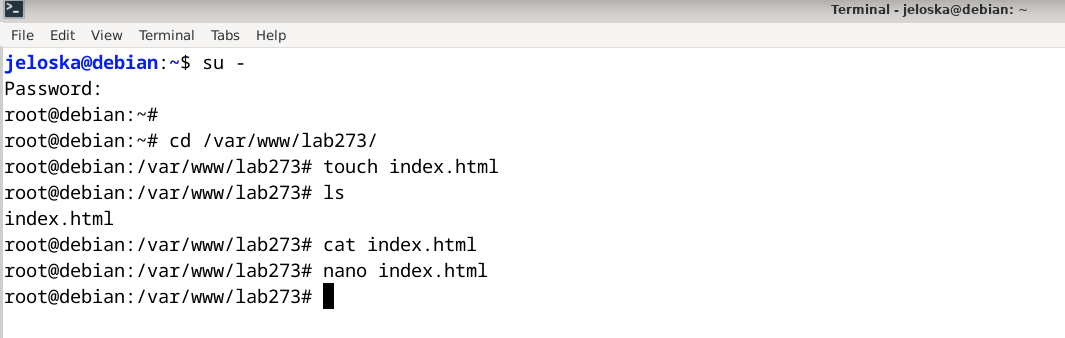 Terminal - jeloska@debian: ~
File Edit View Terminal Tabs Help
jeloska@debian:~$ su -
Password:
root@debian:~#
root@debian:~# cd /var/www/lab273/
root@debian:/var/www/lab273# touch index.html
root@debian:/var/www/lab273# ls
index.html
root@debian:/var/www/lab273# cat index.html
root@debian:/var/www/lab273# nano index.html
root@debian:/var/www/lab273#